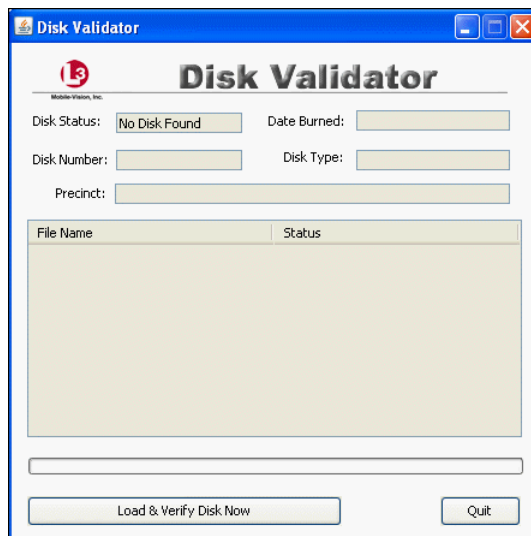 Disk Validator
L3
Mobile-Vision, Inc.
Disk Validator
Disk Status: No Disk Found Date Burned:
Disk Number: Disk Type:
Precinct:
File Name Status
Load & Verify Disk Now Quit